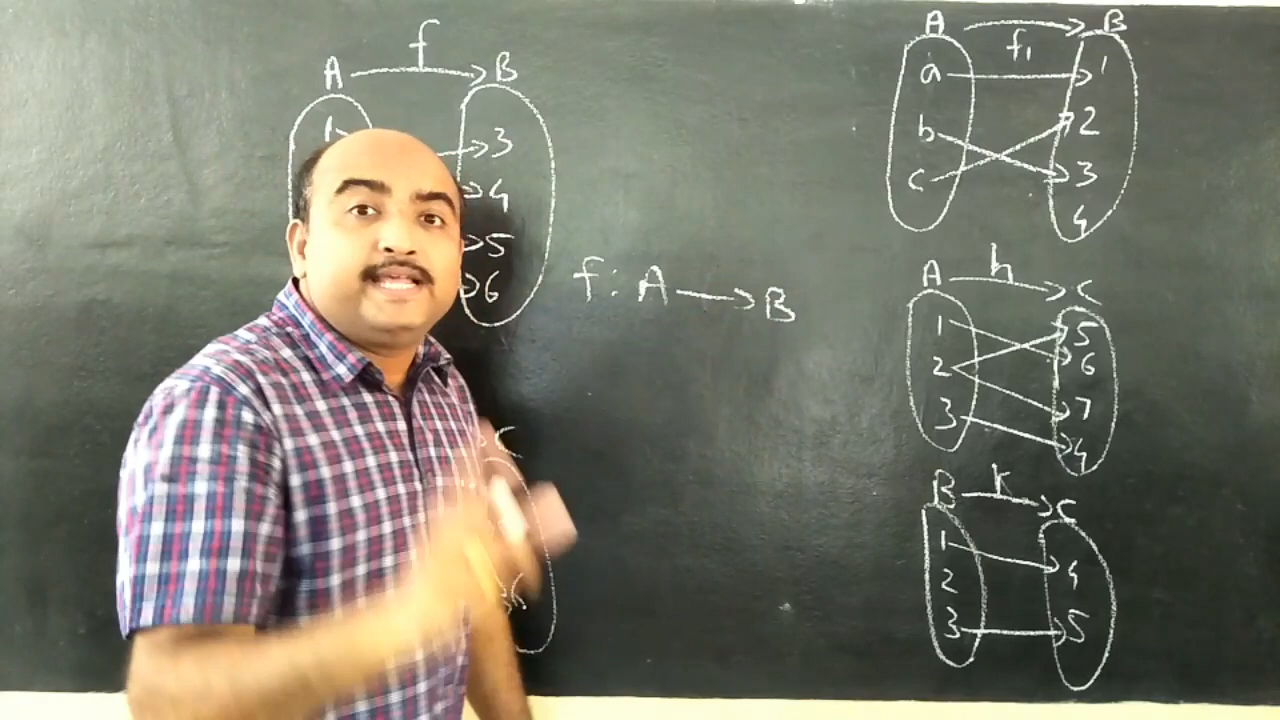 A f B
1 3
4
5
6
f: A → B
C
A B
f₁
a 1
b 2
c 3
4
A h C
1 5
2 6
3 7
4
B k C
1 4
2 5
3